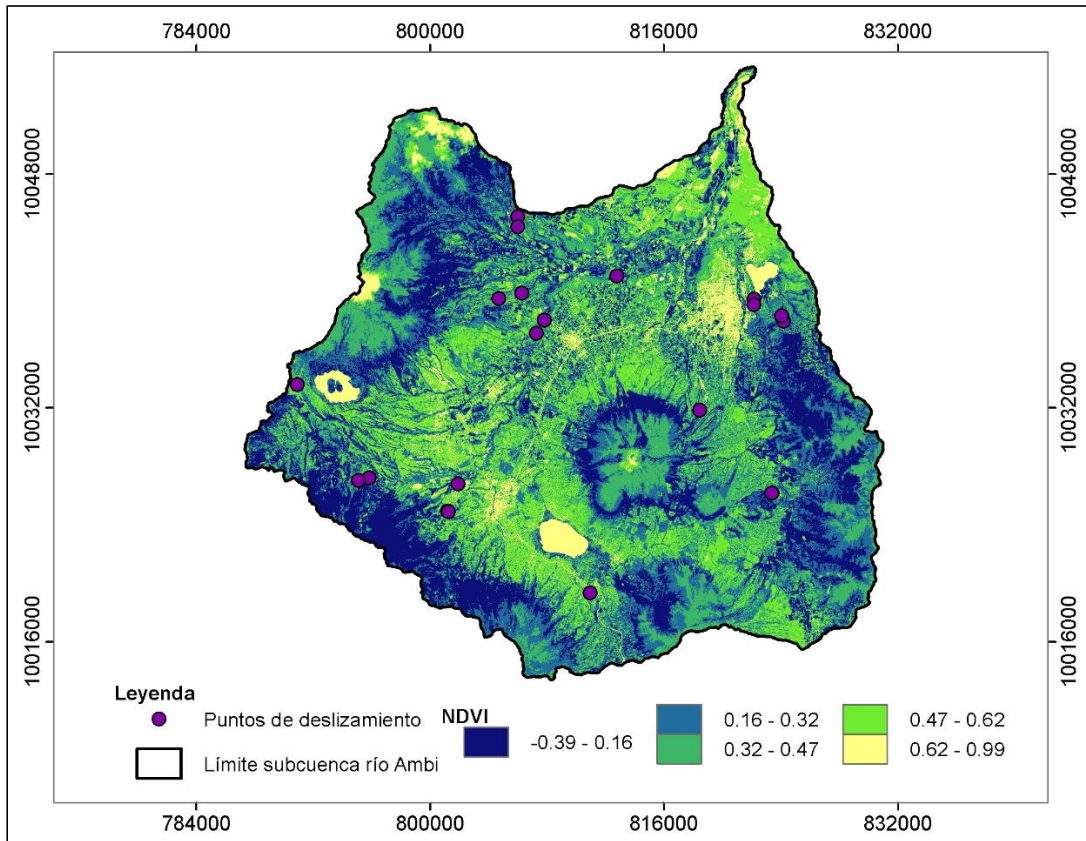 784000 800000 816000 832000
10048000 10048000
10032000 10032000
10016000 10016000
Leyenda
Puntos de deslizamiento
Límite subcuenca río Ambi
NDVI
-0.39 - 0.16
0.16 - 0.32
0.32 - 0.47
0.47 - 0.62
0.62 - 0.99
784000 800000 816000 832000